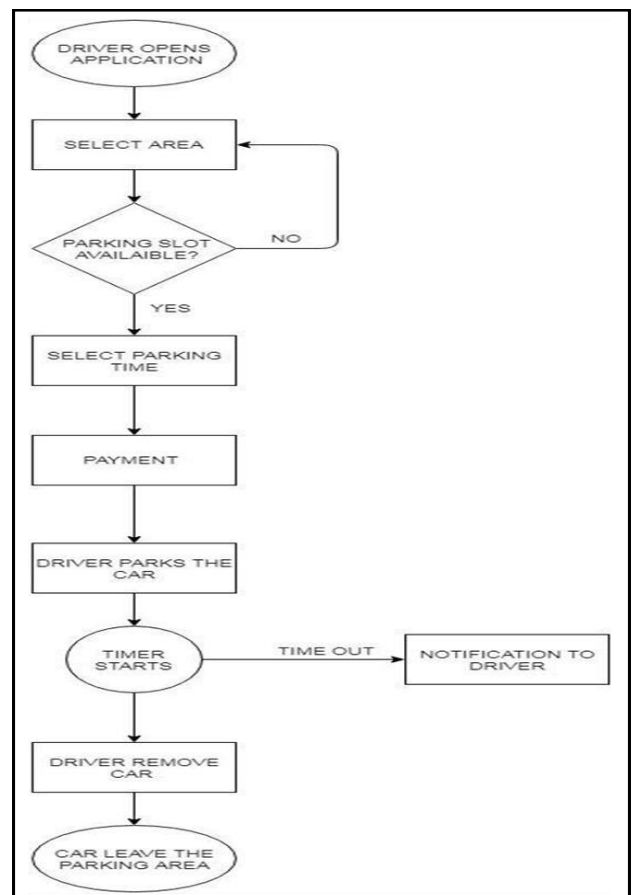 DRIVER OPENS
APPLICATION
SELECT AREA
PARKING SLOT
AVAILAIBLE?
NO
YES
SELECT PARKING
TIME
PAYMENT
DRIVER PARKS THE
CAR
TIMER
STARTS
TIME OUT
NOTIFICATION TO
DRIVER
DRIVER REMOVE
CAR
CAR LEAVE THE
PARKING AREA